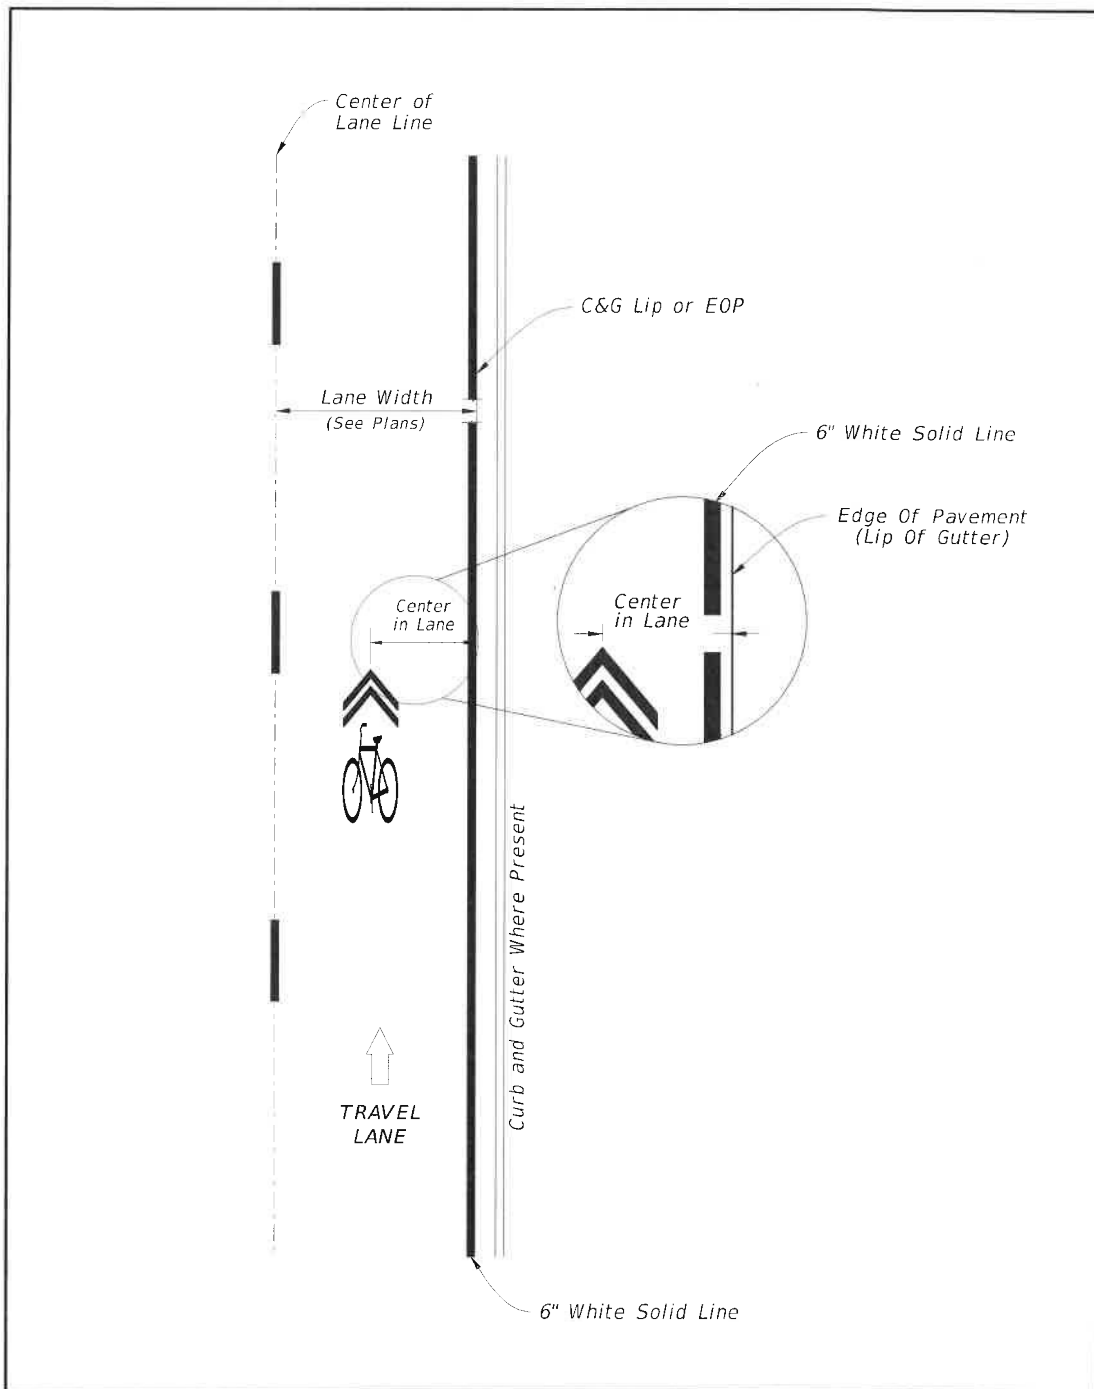 Center of
Lane Line
C&G Lip or EOP
Lane Width
(See Plans)
6" White Solid Line
Edge Of Pavement
(Lip Of Gutter)
Center
in Lane
Center
in Lane
Curb and Gutter Where Present
TRAVEL
LANE
6" White Solid Line